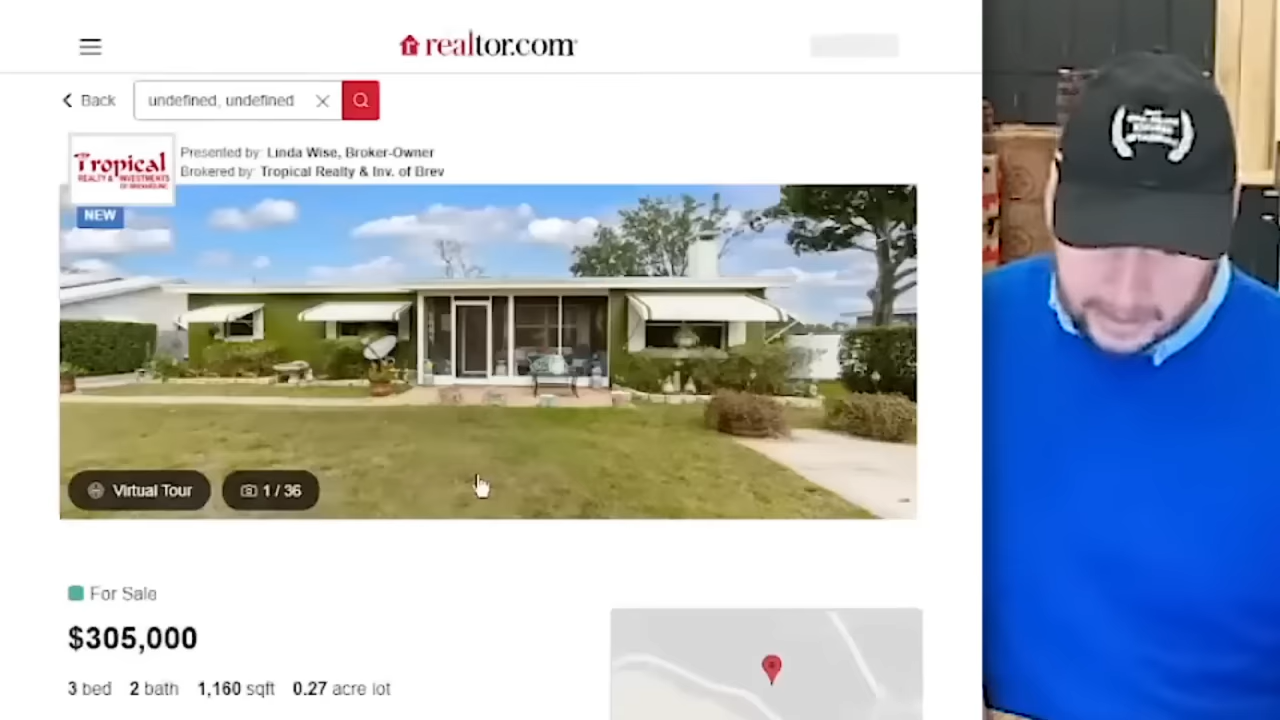 realtor.com
Back
undefined, undefined
Tropical
REALTY & INVESTMENTS
Presented by: Linda Wise, Broker-Owner
Brokered by: Tropical Realty & Inv. of Brev
NEW
Virtual Tour
1 / 36
For Sale
$305,000
3 bed 2 bath 1,160 sqft 0.27 acre lot